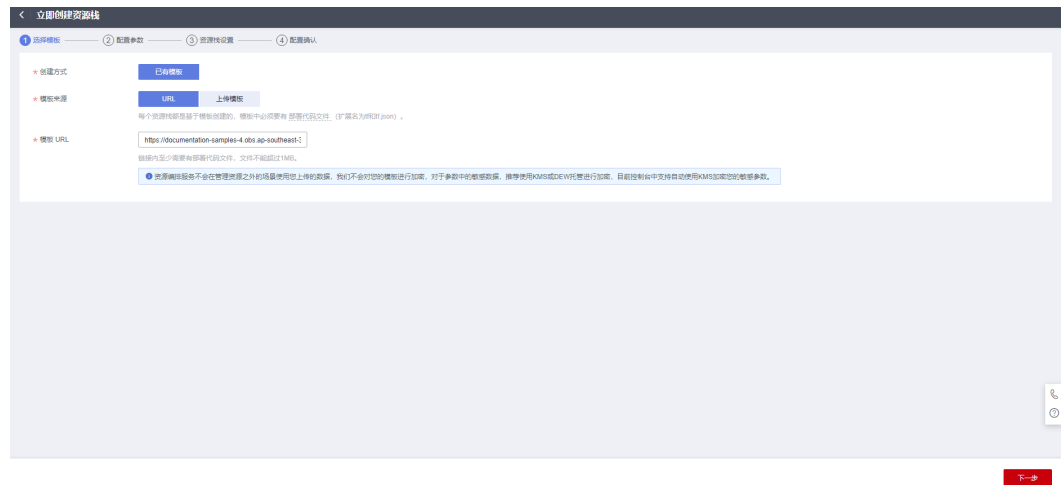 立即创建资源栈
1 选择模板 2 配置参数 3 资源栈设置 4 配置确认
* 创建方式 已有模板
* 模板来源 URL 上传模板
每个资源栈都是基于模板创建的，模板中必须要有 部署代码文件 （扩展名为tf和tf.json）。
* 模板 URL https://documentation-samples-4.obs.ap-southeast-3
链接内至少需要有部署代码文件，文件不能超过1MB。
资源编排服务不会在管理资源之外的场景使用您上传的数据，我们不会对您的模板进行加密，对于参数中的敏感数据，推荐使用KMS或DEW托管进行加密，目前控制台中支持自动使用KMS加密您的敏感参数。
下一步